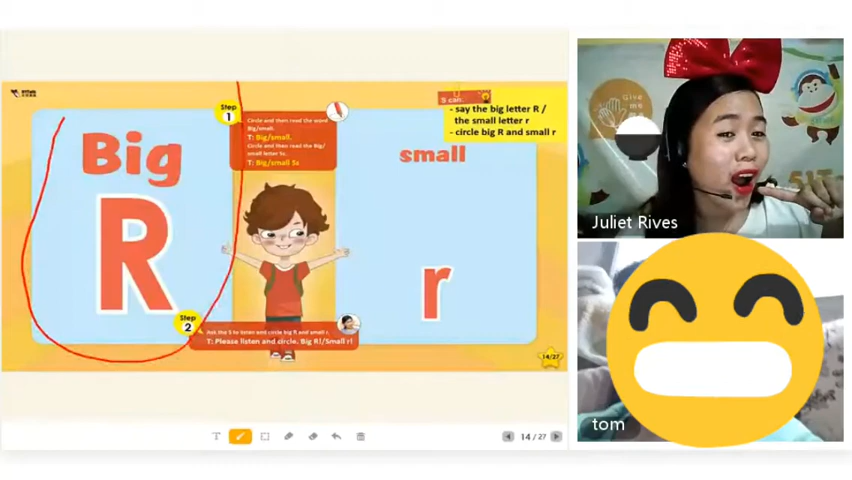 Step
1
Circle and then read the word
Big/small.
T: Big/small.
Circle and then read the Big/
small letter Ss.
T: Big/small Ss
Big
R
small
r
S can:
- say the big letter R /
the small letter r
- circle big R and small r
Step
2
Ask the S to listen and circle big R and small r.
T: Please listen and circle. Big R!/Small r!
14/27
T
14 / 27
Give
me
Juliet Rives
tom